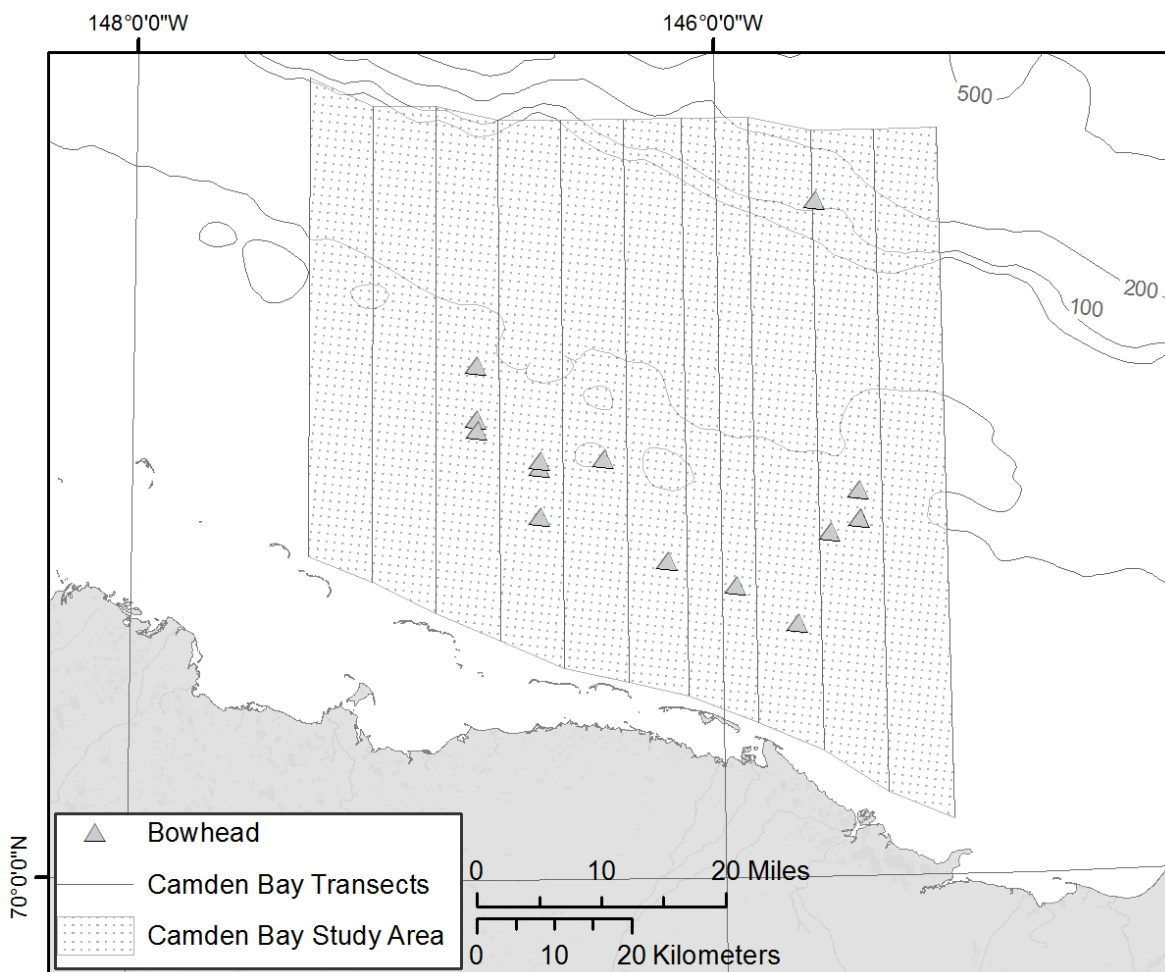 148°0'0"W 146°0'0"W
500
200
100
70°0'0"N
Bowhead
Camden Bay Transects
Camden Bay Study Area
0 10 20 Miles
0 10 20 Kilometers